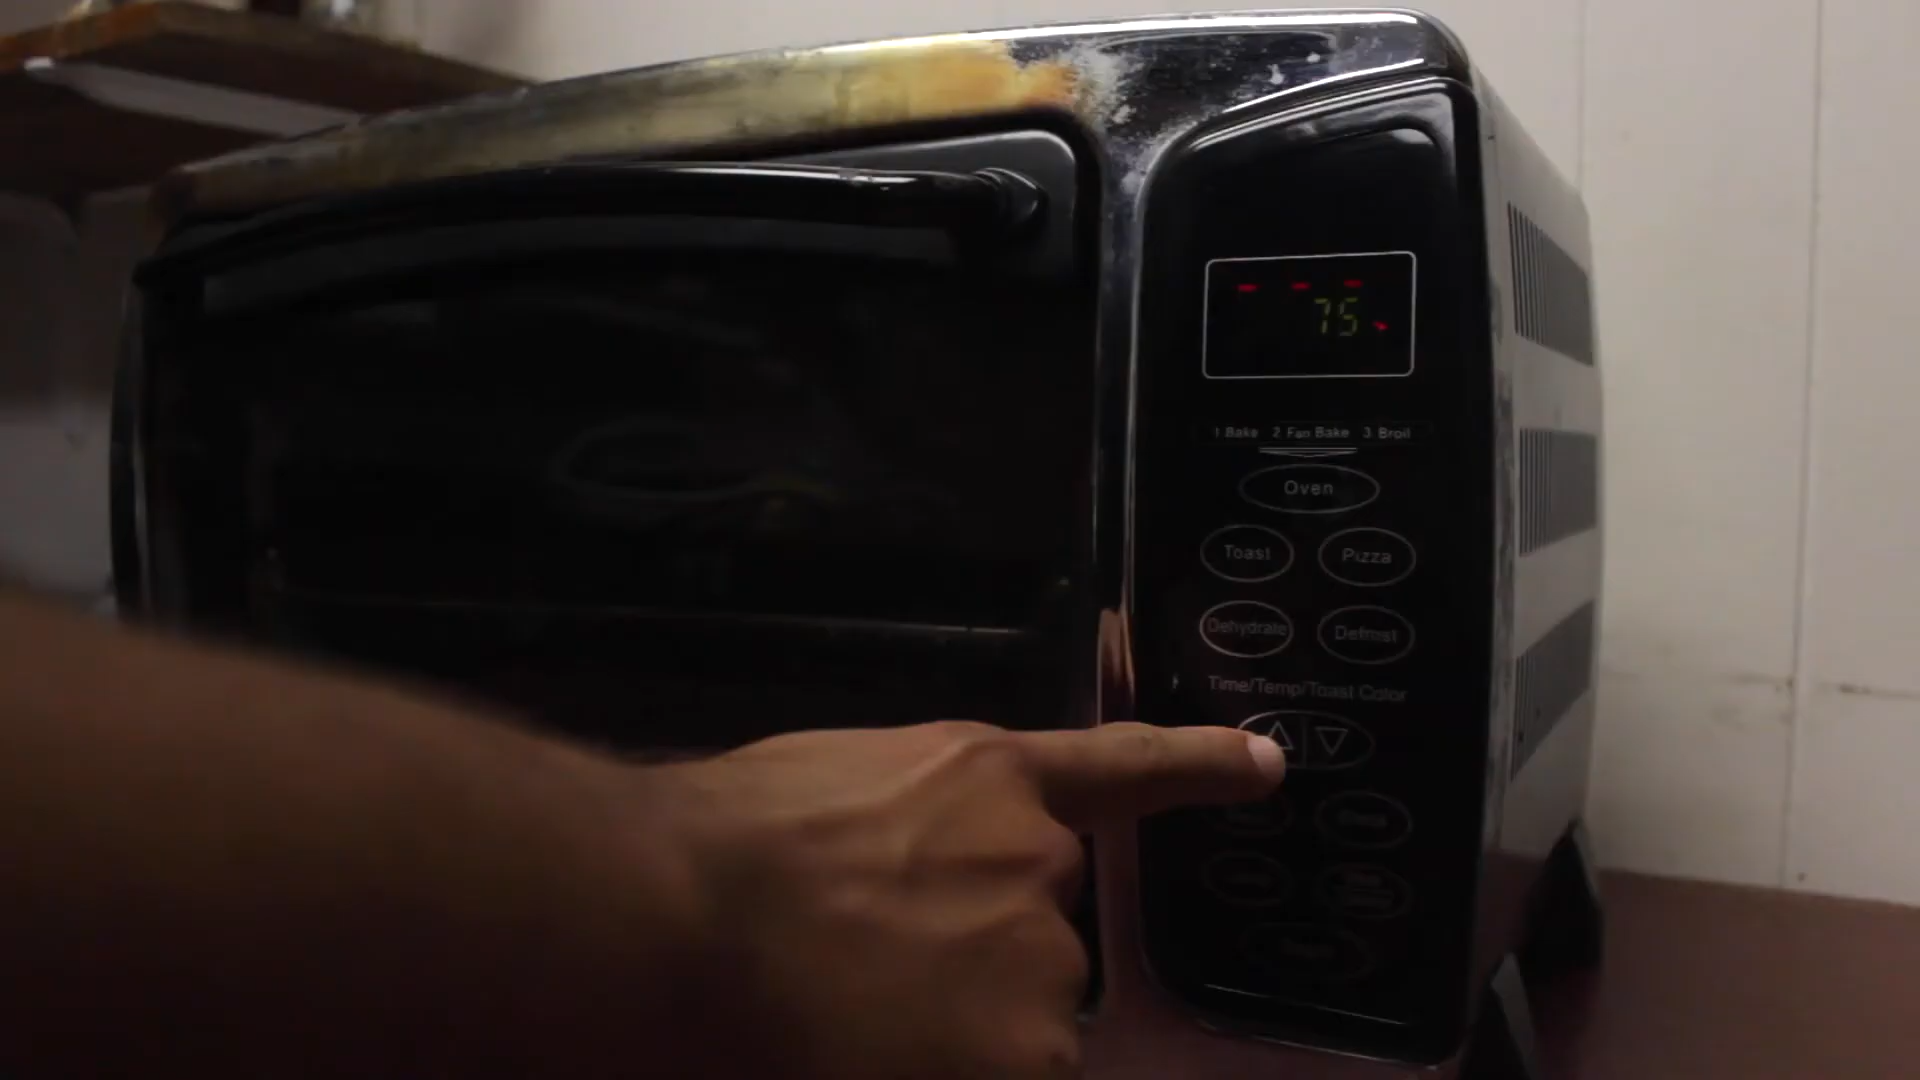 75
1 Bake 2 Fan Bake 3 Broil
Oven
Toast Pizza
Dehydrate Defrost
Time/Temp/Toast Color